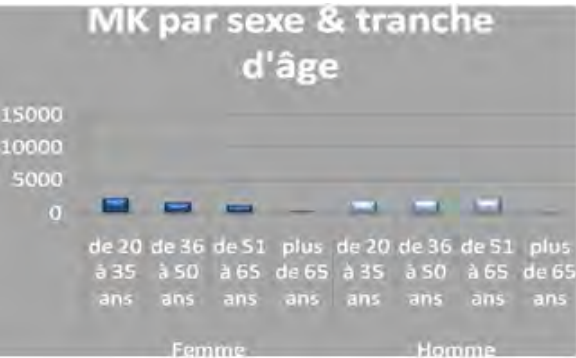 MK par sexe & tranche
d'âge
15000
10000
5000
0
de 20 de 36 de 51 plus de 20 de 36 de 51 plus
à 35 à 50 à 65 de 65 à 35 à 50 à 65 de 65
ans ans ans ans ans ans ans ans
Femme Homme